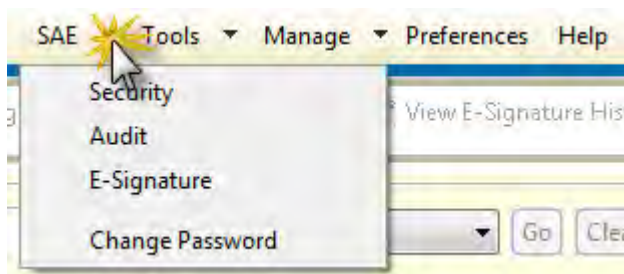 SAE Tools Manage Preferences Help
Security
View E-Signature His
Audit
E-Signature
Change Password
Go Clea